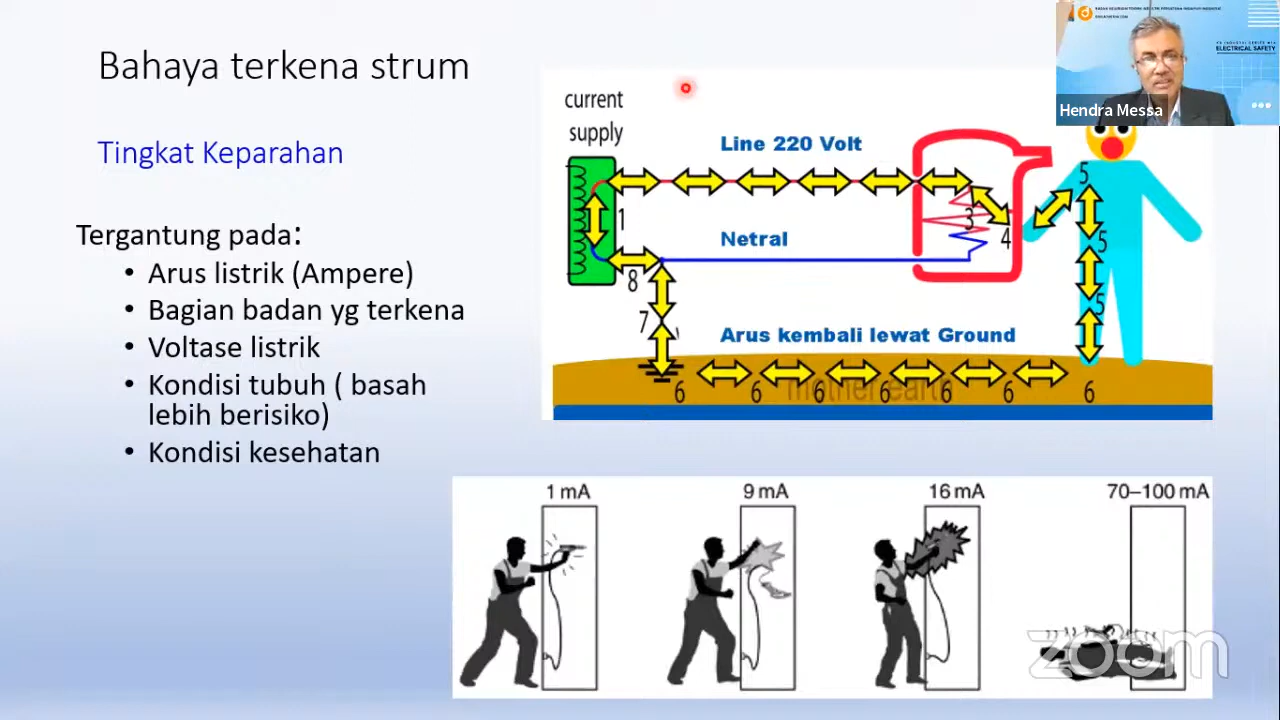 Bahaya terkena strum
Tingkat Keparahan
Tergantung pada:
• Arus listrik (Ampere)
• Bagian badan yg terkena
• Voltase listrik
• Kondisi tubuh ( basah
lebih berisiko)
• Kondisi kesehatan
current
supply
Line 220 Volt
Netral
Arus kembali lewat Ground
mother earth
1
3
4
5
5
5
8
7
6
6
6
6
6
6
6
1 mA
9 mA
16 mA
70–100 mA
ELECTRICAL SAFETY
Hendra Messa
zoom